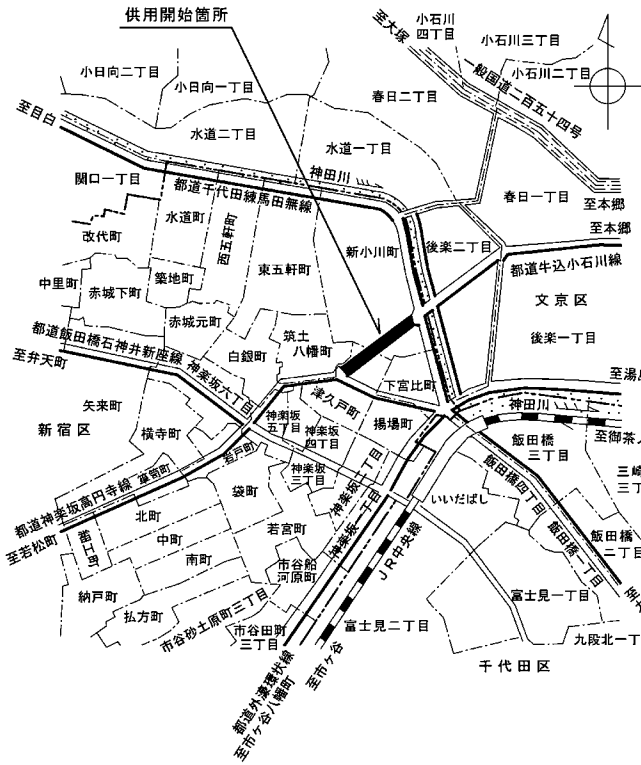 供用開始箇所
至大塚
小石川
四丁目
小石川三丁目
小石川二丁目
一般国道二百五十四号
小日向二丁目
小日向一丁目
春日二丁目
至目白
水道二丁目
水道一丁目
神田川
関口一丁目
都道千代田練馬田無線
春日一丁目
至本郷
至本郷
水道町
西五軒町
改代町
新小川町
後楽二丁目
東五軒町
都道牛込小石川線
文京区
中里町
赤城下町
築地町
赤城元町
筑土
八幡町
白銀町
後楽一丁目
都道飯田橋石神井新座線
神楽坂六丁目
至弁天町
下宮比町
至湯
矢来町
津久戸町
神楽坂
五丁目
神楽坂
四丁目
揚場町
神田川
至御茶ノ
新宿区
横寺町
岩戸町
神楽坂
三丁目
神楽坂二丁目
神楽坂一丁目
飯田橋
三丁目
三崎
三丁
飯田橋四丁目
都道神楽坂高円寺線
箪笥町
袋町
いいだばし
至若松町
北町
若宮町
細工町
中町
JR中央線
飯田橋
二丁目
飯田橋一丁目
南町
市谷船
河原町
納戸町
払方町
市谷砂土原町三丁目
富士見一丁目
市谷田町
三丁目
富士見二丁目
九段北一丁
至市ケ谷
千代田区
都道外濠環状線
至市ケ谷八幡町